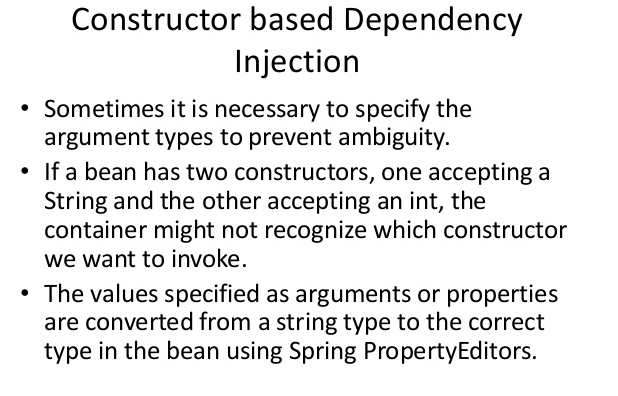 Constructor based Dependency
Injection
• Sometimes it is necessary to specify the
argument types to prevent ambiguity.
• If a bean has two constructors, one accepting a
String and the other accepting an int, the
container might not recognize which constructor
we want to invoke.
• The values specified as arguments or properties
are converted from a string type to the correct
type in the bean using Spring PropertyEditors.